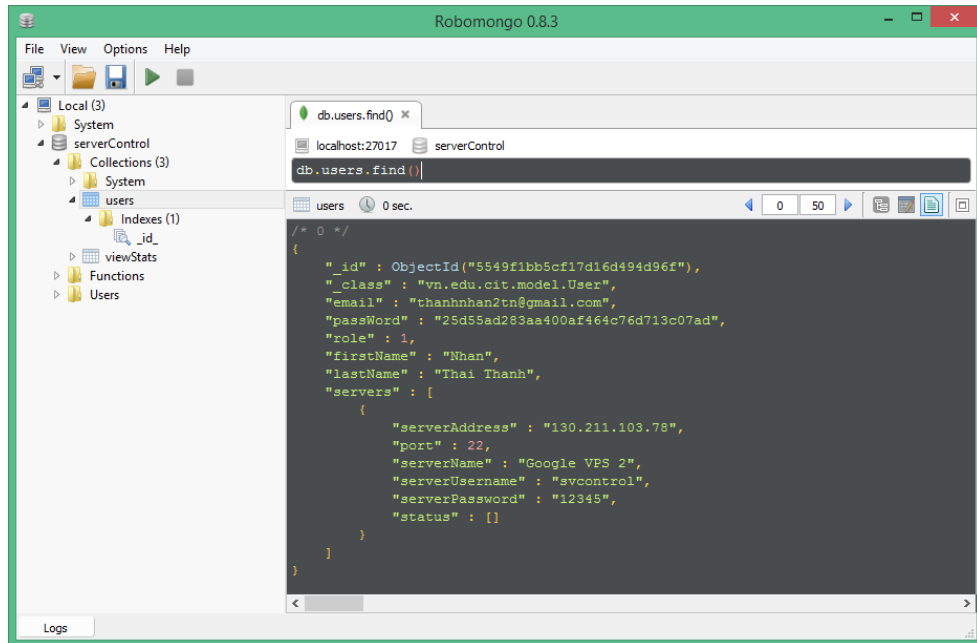 Robomongo 0.8.3
File View Options Help
Local (3)
System
serverControl
Collections (3)
System
users
Indexes (1)
_id_
viewStats
Functions
Users
db.users.find()
localhost:27017 serverControl
db.users.find()
users 0 sec. 0 50
/* 0 */
{
    "_id" : ObjectId("5549f1bb5cf17d16d494d96f"),
    "_class" : "vn.edu.cit.model.User",
    "email" : "thanhnhan2tn@gmail.com",
    "passWord" : "25d55ad283aa400af464c76d713c07ad",
    "role" : 1,
    "firstName" : "Nhan",
    "lastName" : "Thai Thanh",
    "servers" : [
        {
            "serverAddress" : "130.211.103.78",
            "port" : 22,
            "serverName" : "Google VPS 2",
            "serverUsername" : "svcontrol",
            "serverPassword" : "12345",
            "status" : []
        }
    ]
}
Logs